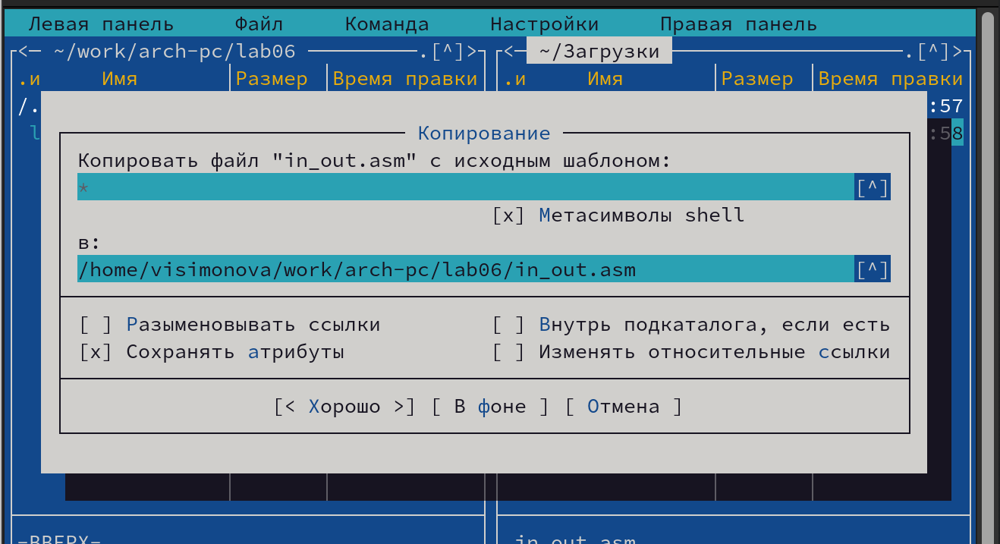 Левая панель Файл Команда Настройки Правая панель
<— ~/work/arch-pc/lab06 .[^]> <— ~/Загрузки .[^]>
.и Имя Размер Время правки .и Имя Размер Время правки
/. :57
l :58
Копирование
Копировать файл "in_out.asm" с исходным шаблоном:
* [^]
[x] Метасимволы shell
в:
/home/visimonova/work/arch-pc/lab06/in_out.asm [^]
[ ] Разыменовывать ссылки [ ] Внутрь подкаталога, если есть
[x] Сохранять атрибуты [ ] Изменять относительные ссылки
[< Хорошо >] [ В фоне ] [ Отмена ]
-ВВЕРХ- in_out.asm